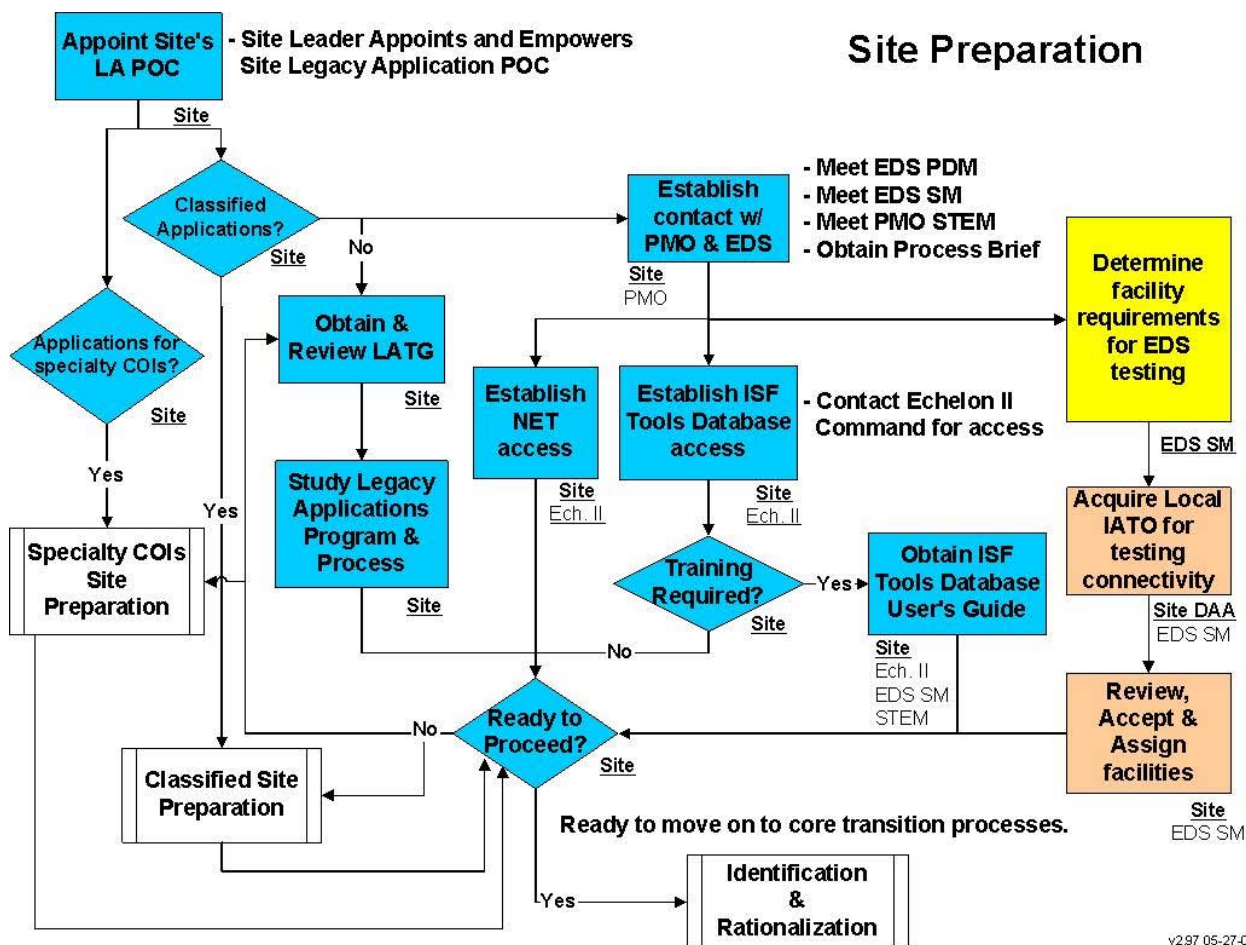 Site Preparation
Appoint Site's
LA POC
- Site Leader Appoints and Empowers
Site Legacy Application POC
Site
Classified
Applications?
Site
No
Yes
Applications for
specialty COIs?
Site
Yes
Specialty COIs
Site
Preparation
Establish
contact w/
PMO & EDS
- Meet EDS PDM
- Meet EDS SM
- Meet PMO STEM
- Obtain Process Brief
Site
PMO
Obtain &
Review LATG
Site
Study Legacy
Applications
Program &
Process
Site
Establish
NET
access
Site
Ech. II
Establish ISF
Tools Database
access
- Contact Echelon II
Command for access
Site
Ech. II
Training
Required?
Site
Yes
No
Obtain ISF
Tools Database
User's Guide
Site
Ech. II
EDS SM
STEM
Determine
facility
requirements
for EDS
testing
EDS SM
Acquire Local
IATO for
testing
connectivity
Site DAA
EDS SM
Review,
Accept &
Assign
facilities
Site
EDS SM
Ready to
Proceed?
Site
No
Classified Site
Preparation
Ready to move on to core transition processes.
Yes
Identification
&
Rationalization
v2.97 05-27-